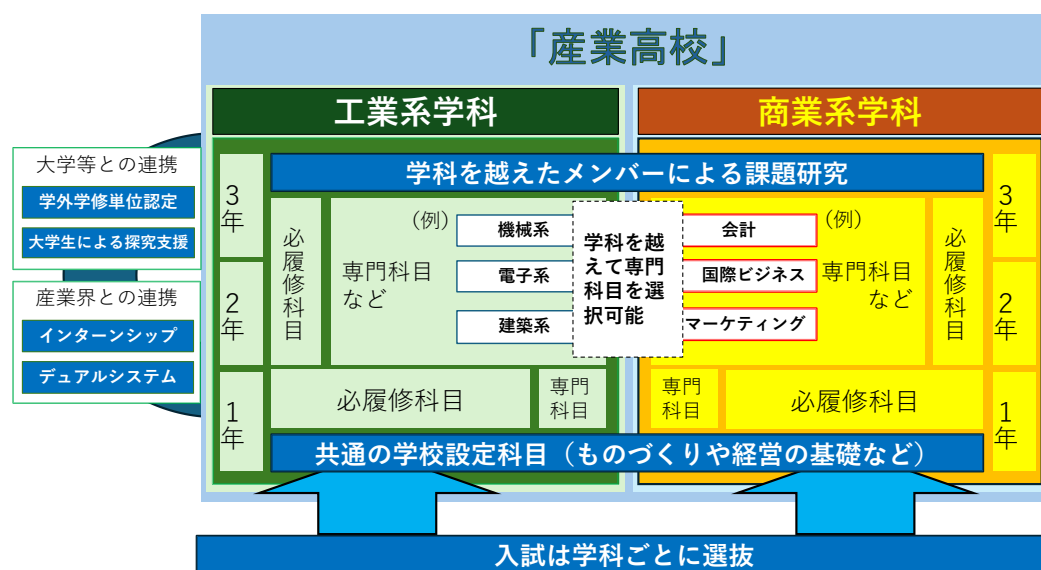 「産業高校」
工業系学科
商業系学科
大学等との連携
学外学修単位認定
大学生による探究支援
産業界との連携
インターンシップ
デュアルシステム
3年
2年
1年
学科を越えたメンバーによる課題研究
必履修科目
専門科目
など
(例)
機械系
電子系
建築系
学科を越
えて専門
科目を選
択可能
会計
国際ビジネス
マーケティング
(例)
専門科目
など
必履修科目
3年
2年
1年
必履修科目
専門
科目
専門
科目
必履修科目
共通の学校設定科目（ものづくりや経営の基礎など）
入試は学科ごとに選抜